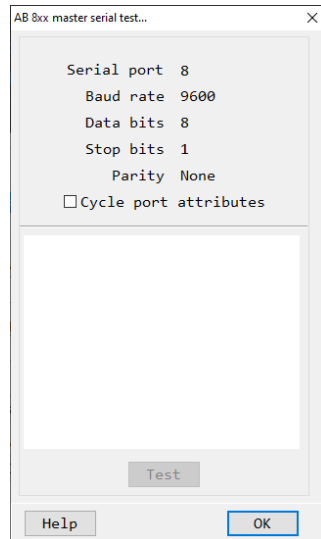 AB 8xx master serial test...
Serial port 8
Baud rate 9600
Data bits 8
Stop bits 1
Parity None
Cycle port attributes
Test
Help OK